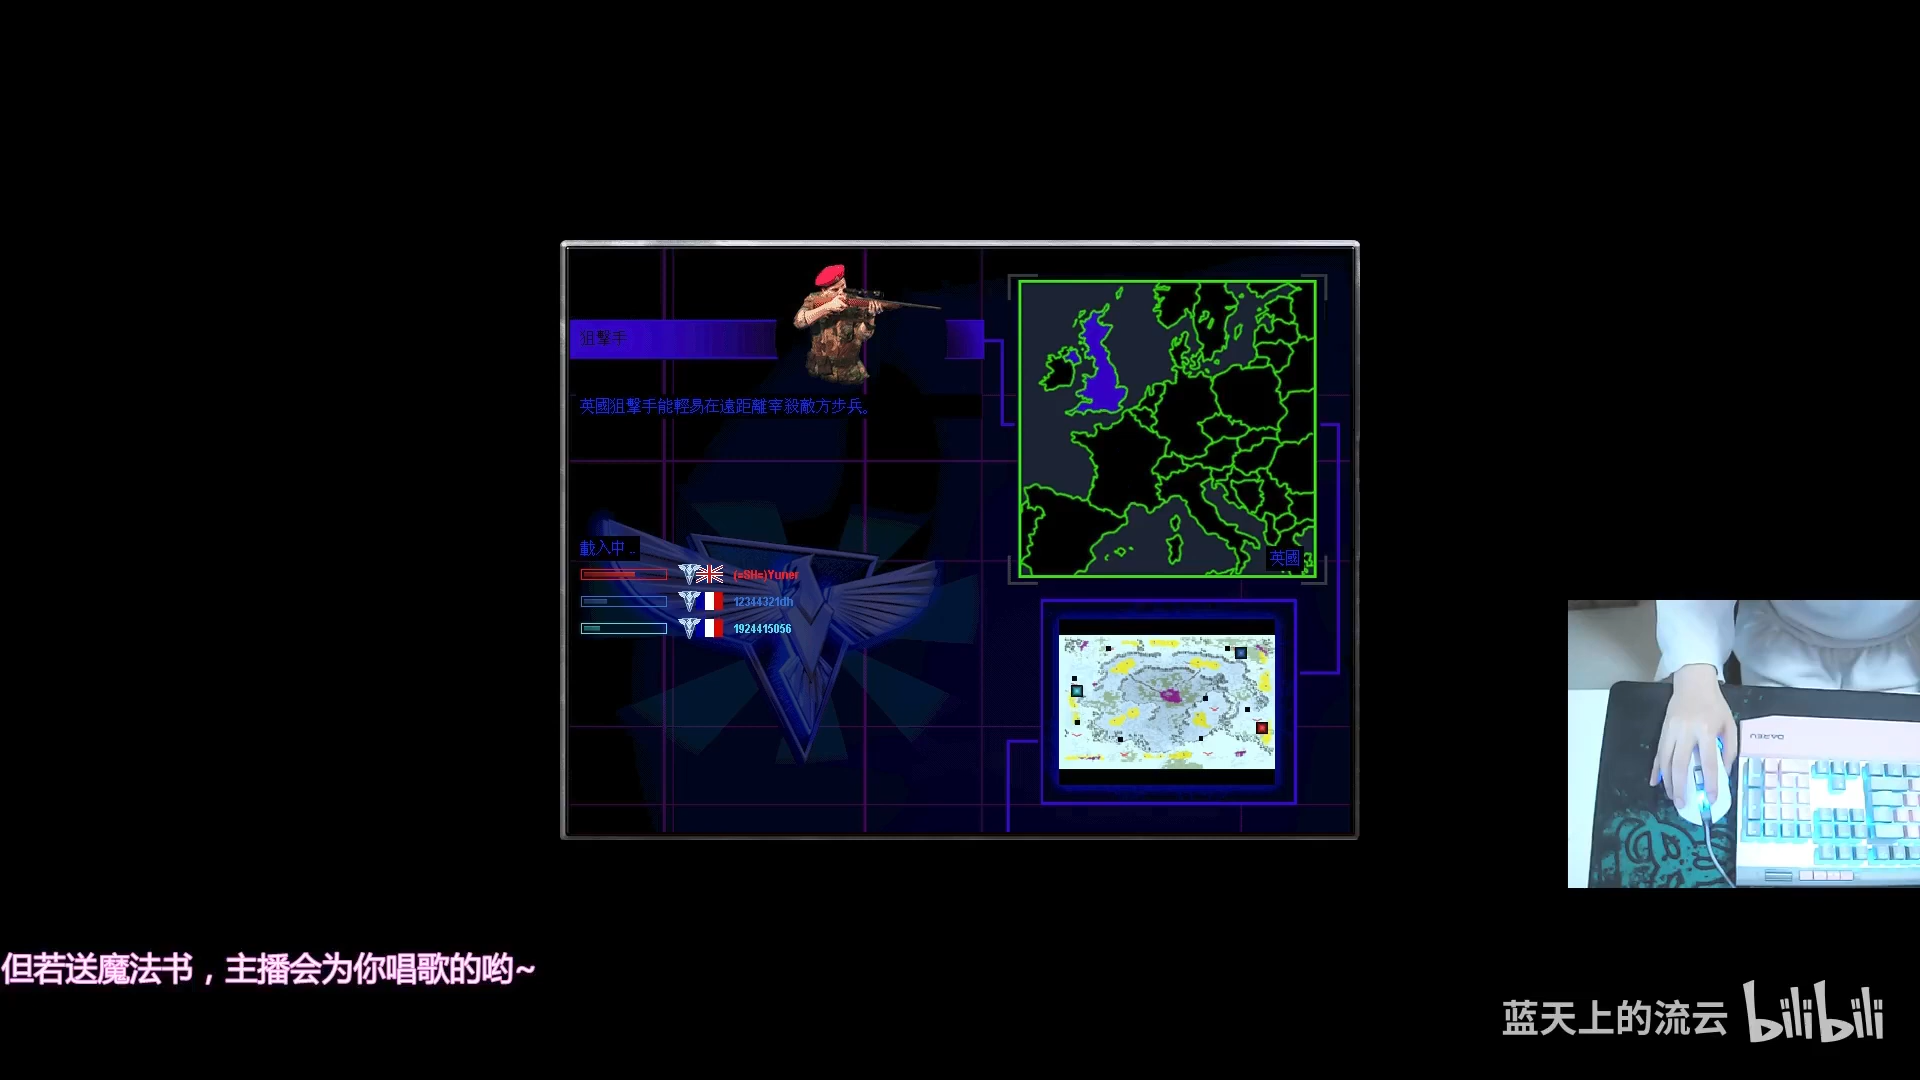 狙擊手
英國狙擊手能輕易在遠距離宰殺敵方步兵。
英國
載入中..
(=SH=)Yuner
12344321dh
1924415056
DAREU
但若送魔法书，主播会为你唱歌的哟~
蓝天上的流云 bilibili